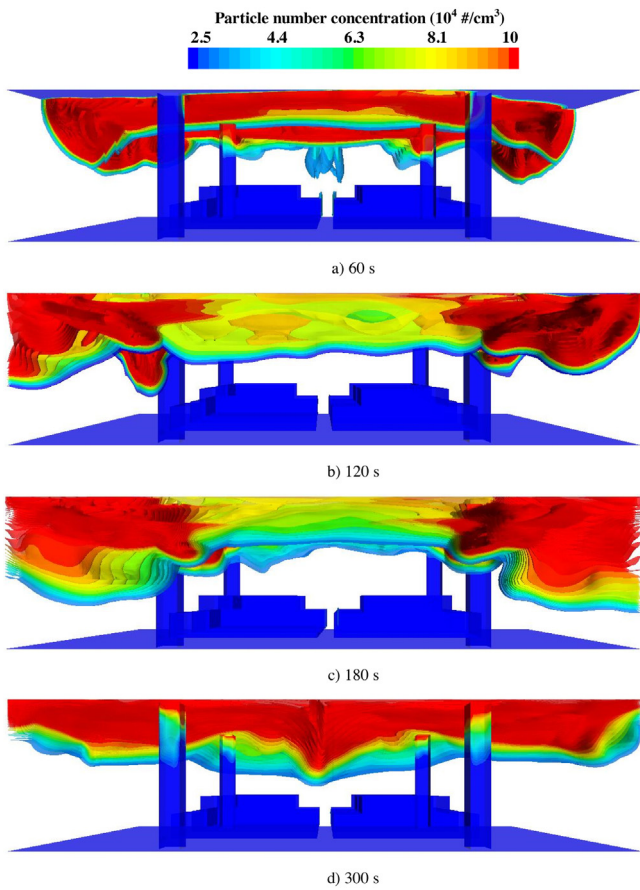 Particle number concentration (10⁴ #/cm³)
2.5 4.4 6.3 8.1 10
a) 60 s
b) 120 s
c) 180 s
d) 300 s